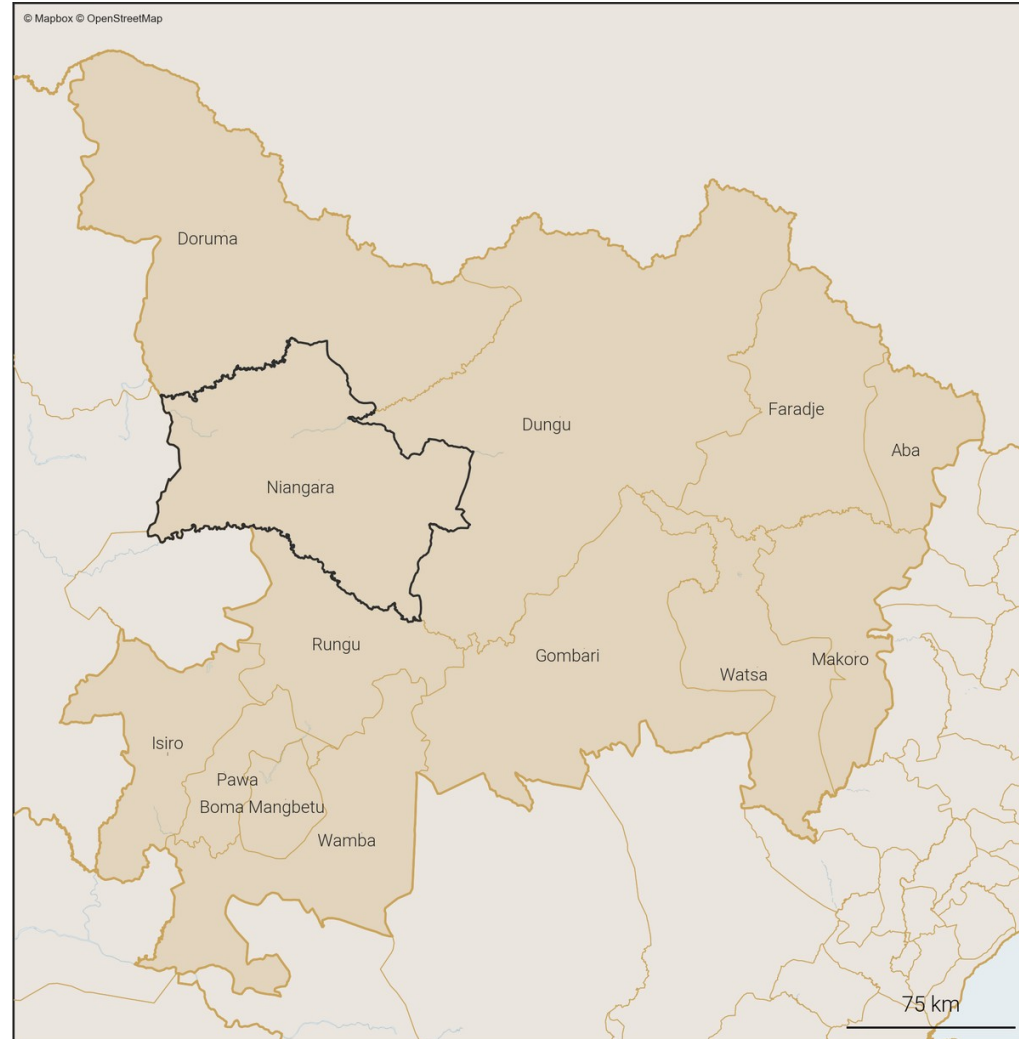 © Mapbox © OpenStreetMap
Doruma
Faradje
Dungu
Aba
Niangara
Rungu
Gombari
Makoro
Watsa
Isiro
Pawa
Boma Mangbetu
Wamba
75 km